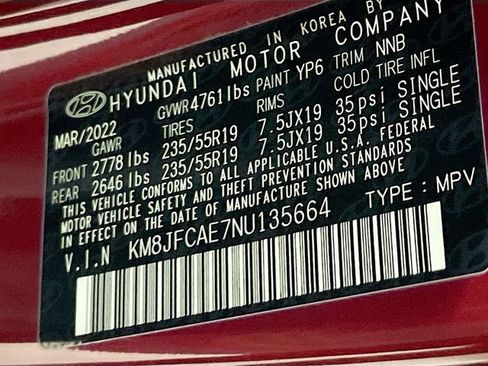 MANUFACTURED IN KOREA BY
HYUNDAI MOTOR COMPANY
MAR/2022 GVWR 4761 lbs PAINT YP6 TRIM NNB
GAWR TIRES RIMS COLD TIRE INFL
FRONT 2778 lbs 235/55R19 7.5JX19 35psi SINGLE
REAR 2646 lbs 235/55R19 7.5JX19 35psi SINGLE
THIS VEHICLE CONFORMS TO ALL APPLICABLE U.S.A. FEDERAL
MOTOR VEHICLE SAFETY AND THEFT PREVENTION STANDARDS
IN EFFECT ON THE DATE OF MANUFACTURE SHOWN ABOVE
V.I.N KM8JFCAE7NU135664 TYPE : MPV